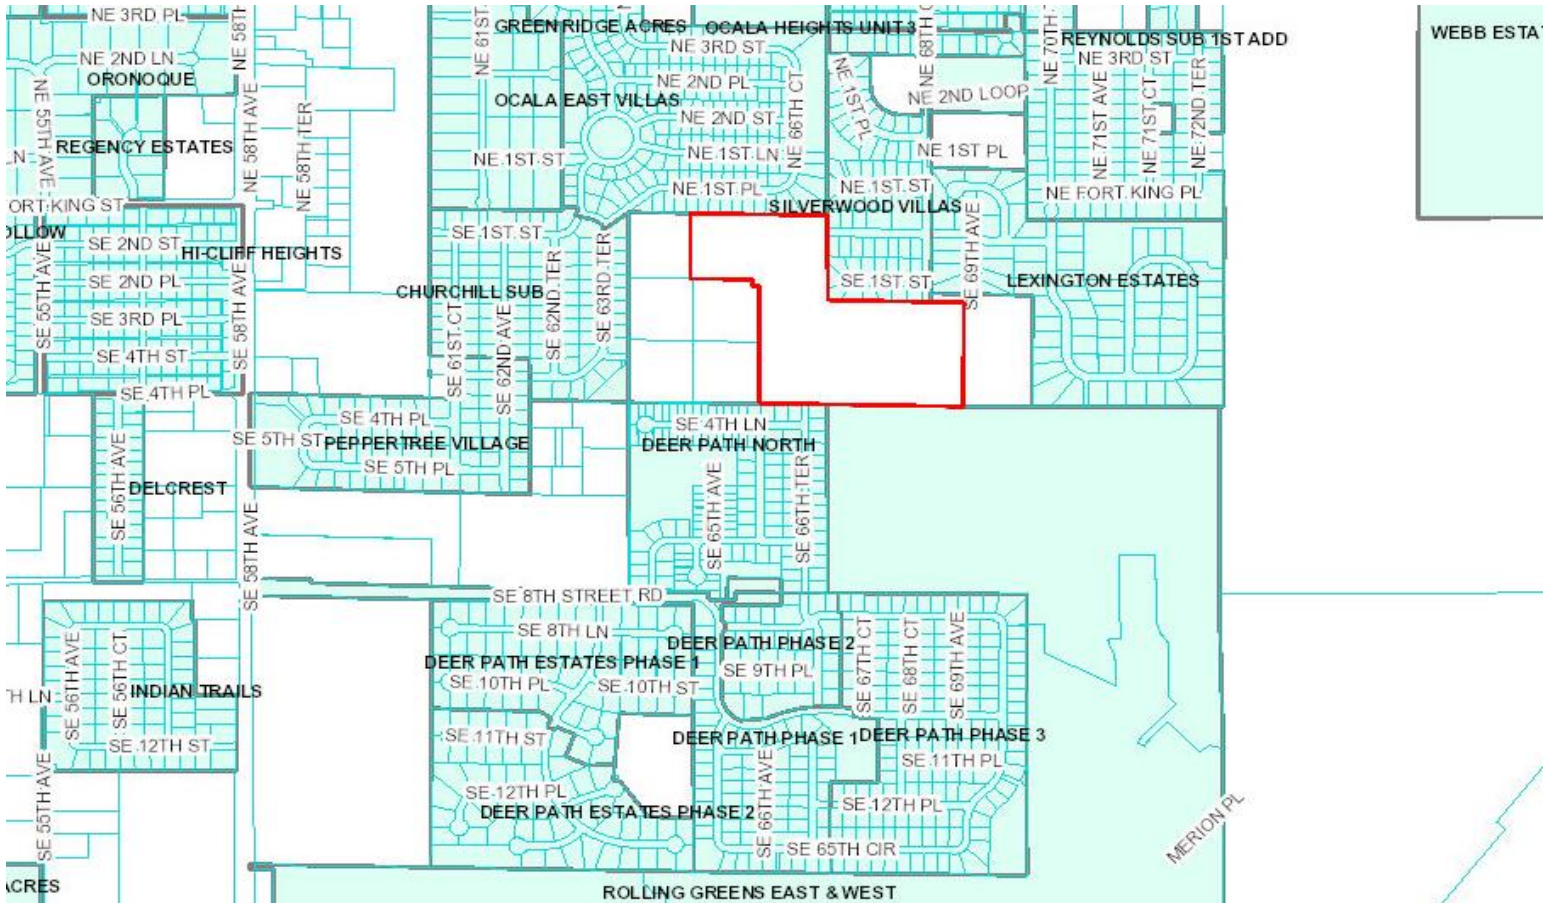 NE 3RD PL
NE 58TH
NE 61ST
GREEN RIDGE ACRES
OCALA HEIGHTS UNIT 3
NE 68TH C
NE 70TH
REYNOLDS SUB 1ST ADD
WEBB ESTAT
NE 2ND LN
ORONOQUE
NE 3RD ST
NE 3RD ST
NE 2ND PL
NE 66TH CT
NE 1ST PL
NE 2ND LOOP
NE 71ST AVE
NE 71ST CT
NE 72ND TER
NE 55TH AVE
NE 58TH AVE
NE 58TH TER
OCALA EAST VILLAS
NE 2ND ST
LN
REGENCY ESTATES
NE 1ST ST
NE 1ST LN
NE 1ST PL
NE 1ST PL
NE 1ST ST
NE FORT KING PL
ORT KING ST
SILVERWOOD VILLAS
OLLOW
SE 2ND ST
HI-CLIFF HEIGHTS
SE 1ST ST
SE 62ND TER
SE 63RD TER
SE 69TH AVE
SE 55TH AVE
SE 2ND PL
SE 58TH AVE
CHURCHILL SUB
SE 1ST ST
LEXINGTON ESTATES
SE 3RD PL
SE 61ST CT
SE 62ND AVE
SE 4TH ST
SE 4TH PL
SE 4TH PL
SE 4TH LN
SE 5TH ST
PEPPERTREE VILLAGE
DEER PATH NORTH
SE 5TH PL
SE 56TH AVE
DELCREST
SE 65TH AVE
SE 66TH TER
SE 58TH AVE
SE 8TH STREET RD
SE 8TH LN
DEER PATH PHASE 2
SE 67TH CT
SE 68TH CT
SE 69TH AVE
SE 56TH AVE
SE 56TH CT
DEER PATH ESTATES PHASE 1
SE 9TH PL
TH LN
INDIAN TRAILS
SE 10TH PL
SE 10TH ST
SE 12TH ST
SE 11TH ST
DEER PATH PHASE 1
DEER PATH PHASE 3
SE 11TH PL
SE 55TH AVE
SE 12TH PL
SE 66TH AVE
SE 12TH PL
DEER PATH ESTATES PHASE 2
MERION PL
SE 65TH CIR
ACRES
ROLLING GREENS EAST & WEST